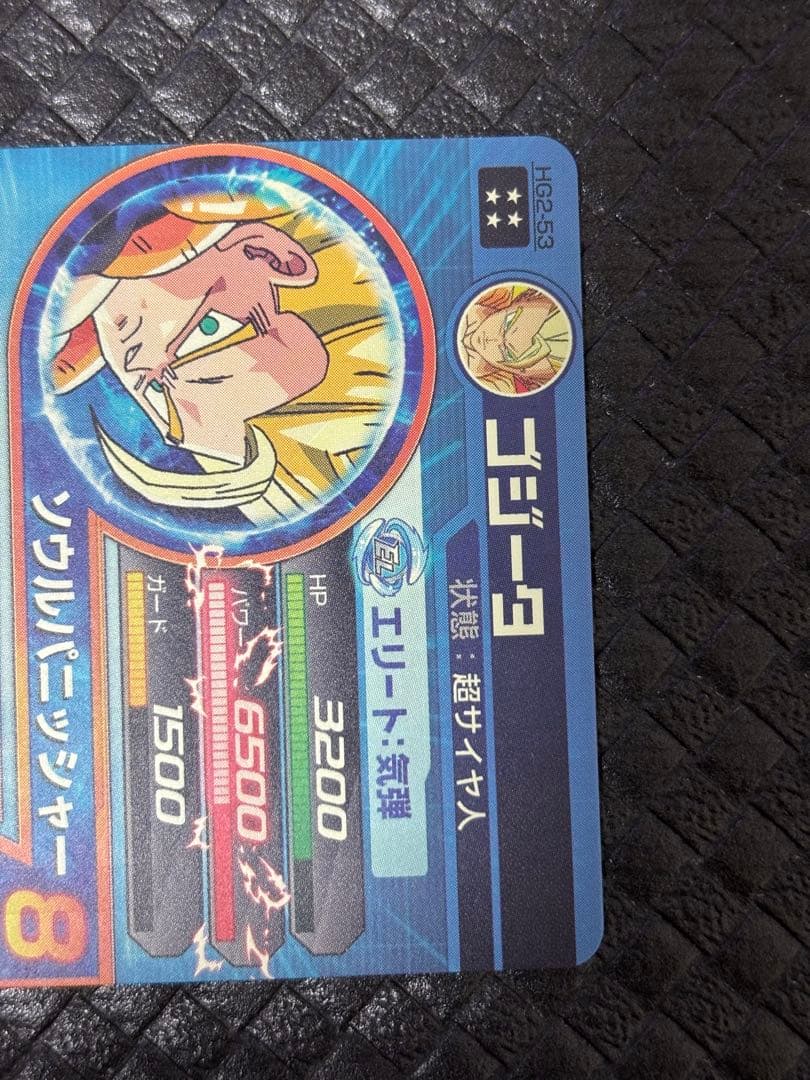 HG2-53
★★★★
ゴジータ
状態：超サイヤ人
EL
エリート：気弾
HP 3200
パワー 6500
ガード 1500
ソウルパニッシャー 8